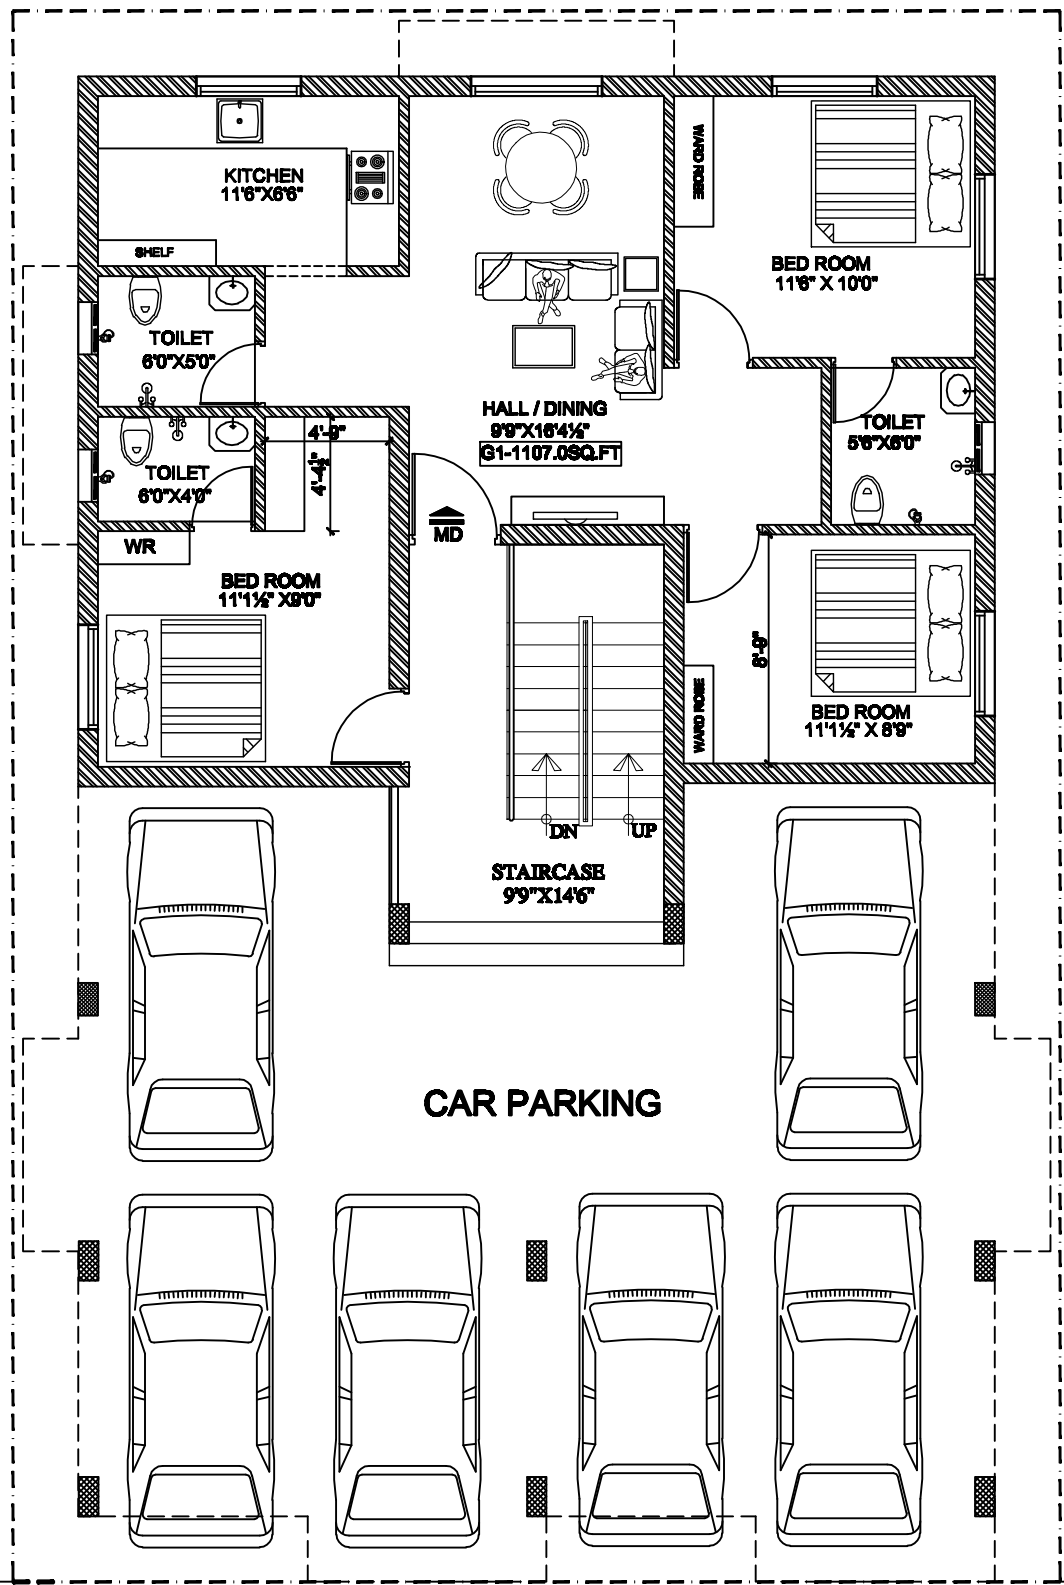 KITCHEN
11'6"X6'6"
SHELF
WARD ROBE
BED ROOM
11'6" X 10'0"
TOILET
6'0"X5'0"
HALL / DINING
9'9"X16'4½"
G1-1107.0SQ.FT
TOILET
5'6"X6'0"
4'-9"
4'-4½"
TOILET
6'0"X4'0"
WR
MD
BED ROOM
11'1½" X9'0"
8'-9"
WARD ROBE
BED ROOM
11'1½" X 8'9"
DN
UP
STAIRCASE
9'9"X14'6"
CAR PARKING